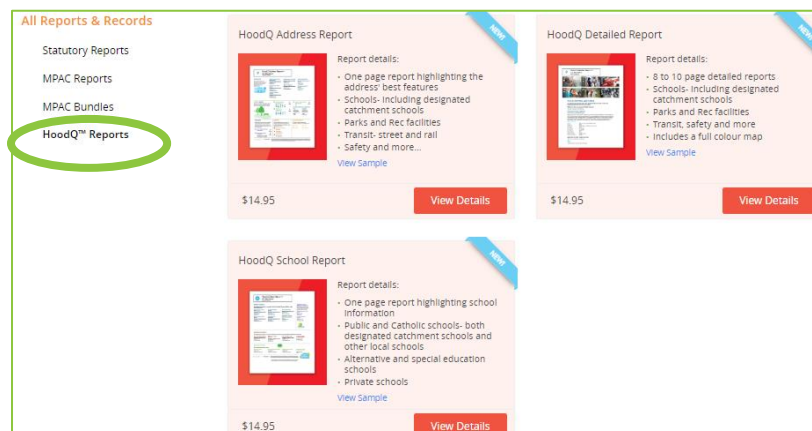 All Reports & Records
Statutory Reports
MPAC Reports
MPAC Bundles
HoodQ™ Reports
HoodQ Address Report
NEW!
Report details:
- One page report highlighting the
address' best features
- Schools- Including designated
catchment schools
- Parks and Rec facilities
- Transit- street and rail
- Safety and more...
View Sample
$14.95
View Details
HoodQ Detailed Report
NEW!
Report details:
- 8 to 10 page detailed reports
- Schools- Including designated
catchment schools
- Parks and Rec facilities
- Transit, safety and more
- Includes a full colour map
View Sample
$14.95
View Details
HoodQ School Report
NEW!
Report details:
- One page report highlighting school
information
- Public and Catholic schools- both
designated catchment schools and
other local schools
- Alternative and special education
schools
- Private schools
View Sample
$14.95
View Details